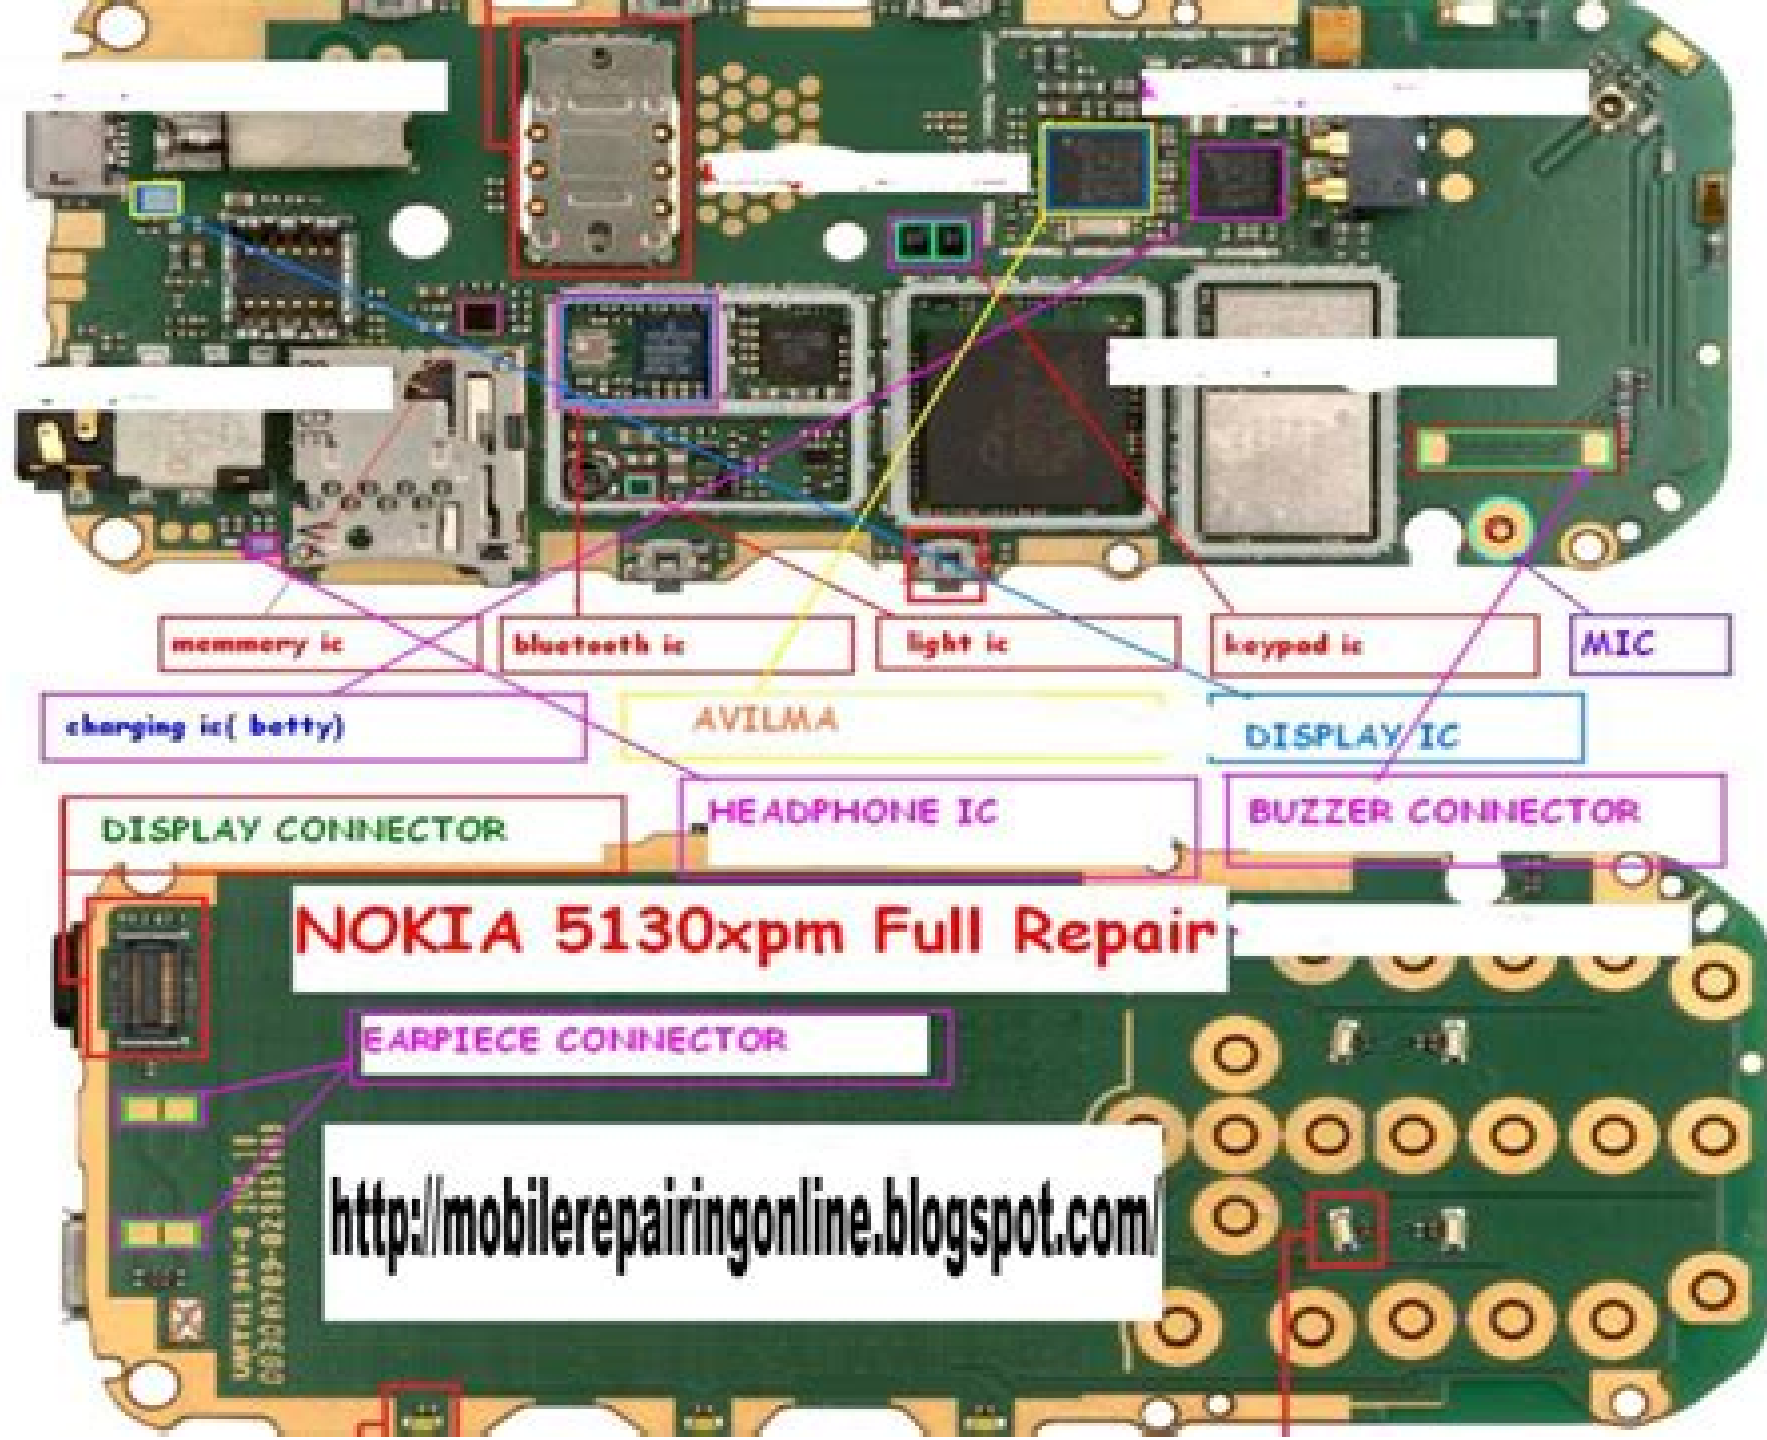 memmery ic
bluetooth ic
light ic
keypad ic
MIC
charging ic( batty)
AVILMA
DISPLAY IC
HEADPHONE IC
BUZZER CONNECTOR
DISPLAY CONNECTOR
NOKIA 5130xpm Full Repair
EARPIECE CONNECTOR
http://mobilerepairingonline.blogspot.com/